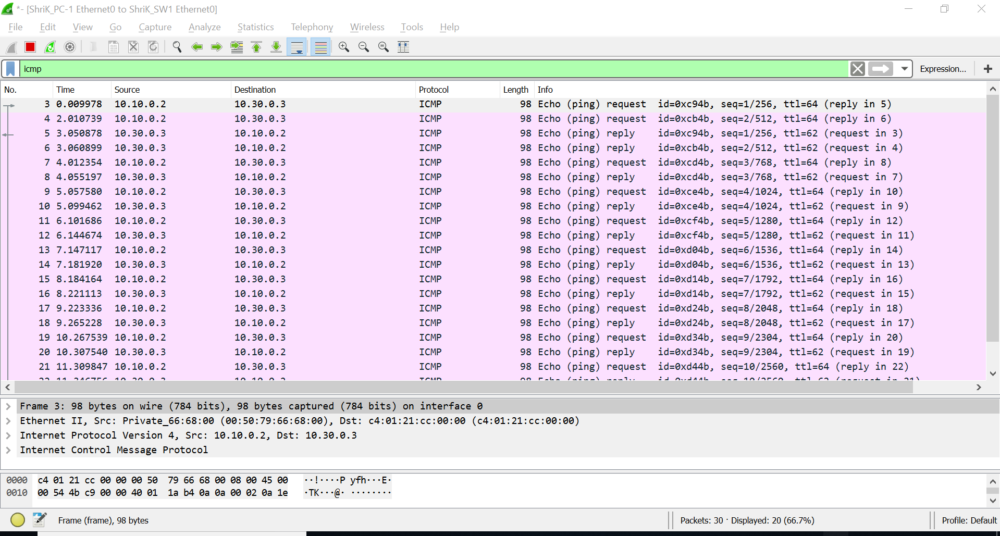 *- [ShriK_PC-1 Ethernet0 to ShriK_SW1 Ethernet0]
File Edit View Go Capture Analyze Statistics Telephony Wireless Tools Help
icmp Expression... +
No. Time Source Destination Protocol Length Info
3 0.009978 10.10.0.2 10.30.0.3 ICMP 98 Echo (ping) request id=0xc94b, seq=1/256, ttl=64 (reply in 5)
4 2.010739 10.10.0.2 10.30.0.3 ICMP 98 Echo (ping) request id=0xcb4b, seq=2/512, ttl=64 (reply in 6)
5 3.050878 10.30.0.3 10.10.0.2 ICMP 98 Echo (ping) reply id=0xc94b, seq=1/256, ttl=62 (request in 3)
6 3.060899 10.30.0.3 10.10.0.2 ICMP 98 Echo (ping) reply id=0xcb4b, seq=2/512, ttl=62 (request in 4)
7 4.012354 10.10.0.2 10.30.0.3 ICMP 98 Echo (ping) request id=0xcd4b, seq=3/768, ttl=64 (reply in 8)
8 4.055197 10.30.0.3 10.10.0.2 ICMP 98 Echo (ping) reply id=0xcd4b, seq=3/768, ttl=62 (request in 7)
9 5.057580 10.10.0.2 10.30.0.3 ICMP 98 Echo (ping) request id=0xce4b, seq=4/1024, ttl=64 (reply in 10)
10 5.099462 10.30.0.3 10.10.0.2 ICMP 98 Echo (ping) reply id=0xce4b, seq=4/1024, ttl=62 (request in 9)
11 6.101686 10.10.0.2 10.30.0.3 ICMP 98 Echo (ping) request id=0xcf4b, seq=5/1280, ttl=64 (reply in 12)
12 6.144674 10.30.0.3 10.10.0.2 ICMP 98 Echo (ping) reply id=0xcf4b, seq=5/1280, ttl=62 (request in 11)
13 7.147117 10.10.0.2 10.30.0.3 ICMP 98 Echo (ping) request id=0xd04b, seq=6/1536, ttl=64 (reply in 14)
14 7.181920 10.30.0.3 10.10.0.2 ICMP 98 Echo (ping) reply id=0xd04b, seq=6/1536, ttl=62 (request in 13)
15 8.184164 10.10.0.2 10.30.0.3 ICMP 98 Echo (ping) request id=0xd14b, seq=7/1792, ttl=64 (reply in 16)
16 8.221113 10.30.0.3 10.10.0.2 ICMP 98 Echo (ping) reply id=0xd14b, seq=7/1792, ttl=62 (request in 15)
17 9.223336 10.10.0.2 10.30.0.3 ICMP 98 Echo (ping) request id=0xd24b, seq=8/2048, ttl=64 (reply in 18)
18 9.265228 10.30.0.3 10.10.0.2 ICMP 98 Echo (ping) reply id=0xd24b, seq=8/2048, ttl=62 (request in 17)
19 10.267539 10.10.0.2 10.30.0.3 ICMP 98 Echo (ping) request id=0xd34b, seq=9/2304, ttl=64 (reply in 20)
20 10.307540 10.30.0.3 10.10.0.2 ICMP 98 Echo (ping) reply id=0xd34b, seq=9/2304, ttl=62 (request in 19)
21 11.309847 10.10.0.2 10.30.0.3 ICMP 98 Echo (ping) request id=0xd44b, seq=10/2560, ttl=64 (reply in 22)
Frame 3: 98 bytes on wire (784 bits), 98 bytes captured (784 bits) on interface 0
Ethernet II, Src: Private_66:68:00 (00:50:79:66:68:00), Dst: c4:01:21:cc:00:00 (c4:01:21:cc:00:00)
Internet Protocol Version 4, Src: 10.10.0.2, Dst: 10.30.0.3
Internet Control Message Protocol
0000 c4 01 21 cc 00 00 00 50 79 66 68 00 08 00 45 00 ··!····P yfh···E·
0010 00 54 4b c9 00 00 40 01 1a b4 0a 0a 00 02 0a 1e ·TK···@· ········
Frame (frame), 98 bytes Packets: 30 · Displayed: 20 (66.7%) Profile: Default